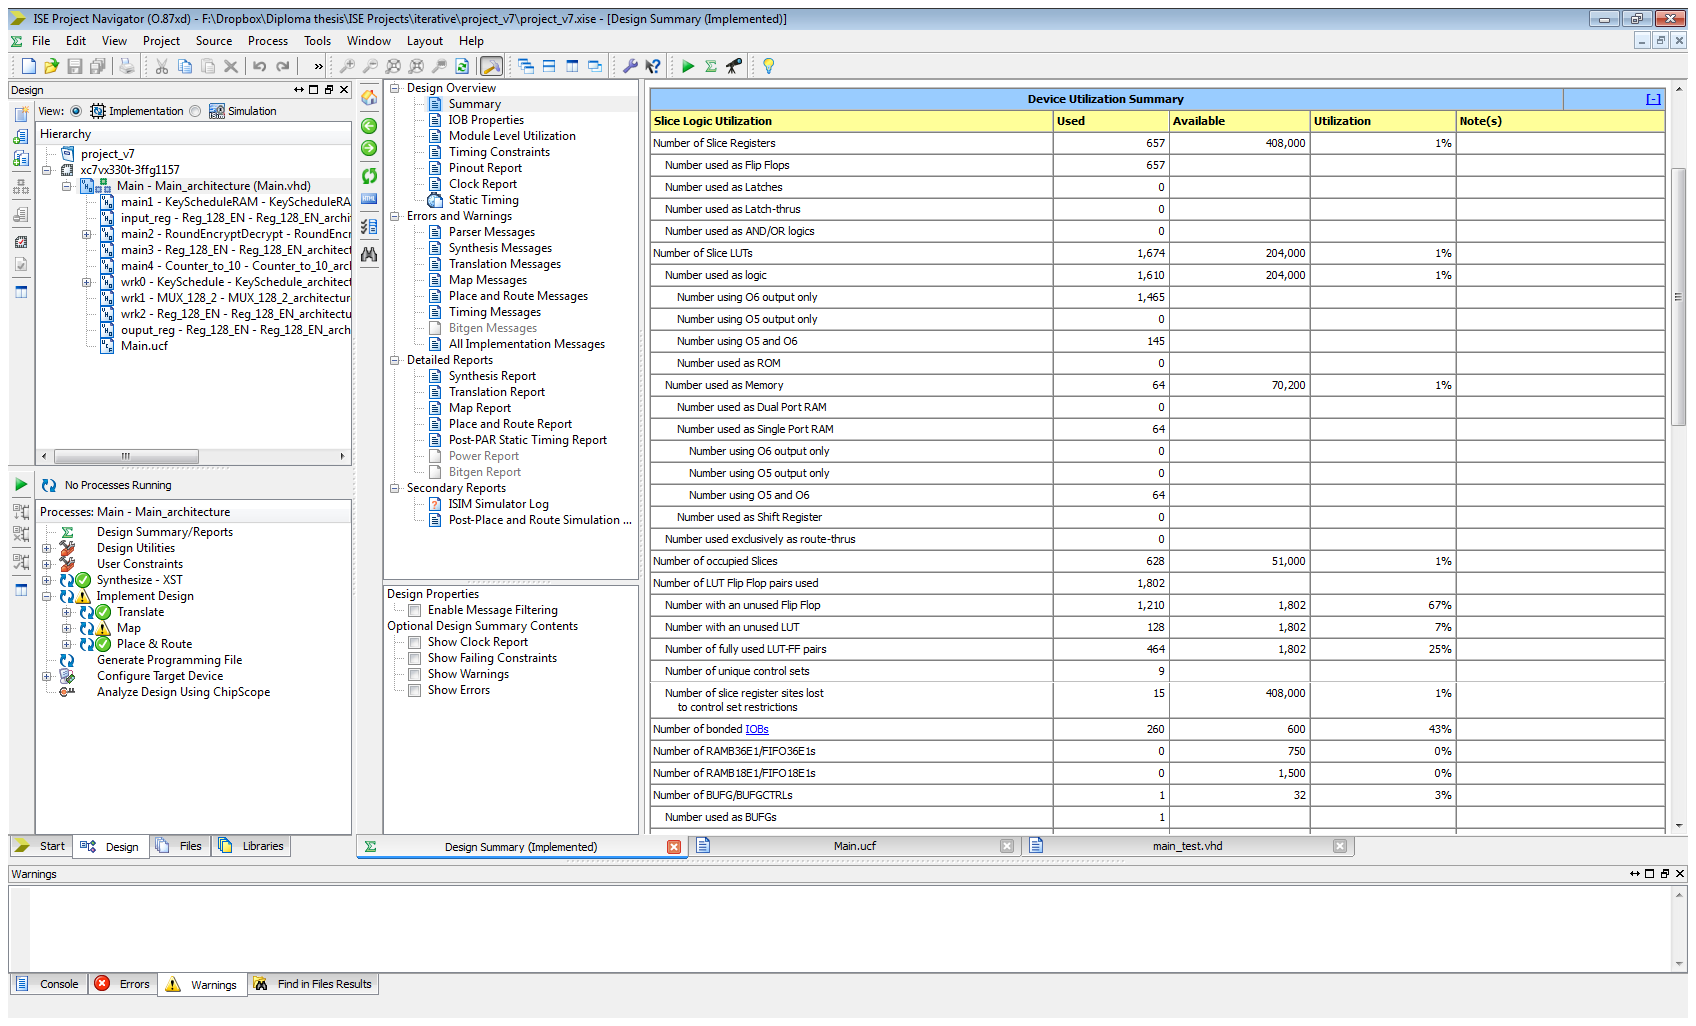 ISE Project Navigator (O.87xd) - F:\Dropbox\Diploma thesis\ISE Projects\iterative\project_v7\project_v7.xise - [Design Summary (Implemented)]
File Edit View Project Source Process Tools Window Layout Help
Design
View: Implementation Simulation
Hierarchy
project_v7
xc7vx330t-3ffg1157
Main - Main_architecture (Main.vhd)
main1 - KeyScheduleRAM - KeyScheduleRA
input_reg - Reg_128_EN - Reg_128_EN_archit
main2 - RoundEncryptDecrypt - RoundEncr
main3 - Reg_128_EN - Reg_128_EN_architect
main4 - Counter_to_10 - Counter_to_10_arcl
wrk0 - KeySchedule - KeySchedule_architect
wrk1 - MUX_128_2 - MUX_128_2_architectur
wrk2 - Reg_128_EN - Reg_128_EN_architectu
ouput_reg - Reg_128_EN - Reg_128_EN_arch
Main.ucf
No Processes Running
Processes: Main - Main_architecture
Design Summary/Reports
Design Utilities
User Constraints
Synthesize - XST
Implement Design
Translate
Map
Place & Route
Generate Programming File
Configure Target Device
Analyze Design Using ChipScope
Start Design Files Libraries
Design Overview
Summary
IOB Properties
Module Level Utilization
Timing Constraints
Pinout Report
Clock Report
Static Timing
Errors and Warnings
Parser Messages
Synthesis Messages
Translation Messages
Map Messages
Place and Route Messages
Timing Messages
Bitgen Messages
All Implementation Messages
Detailed Reports
Synthesis Report
Translation Report
Map Report
Place and Route Report
Post-PAR Static Timing Report
Power Report
Bitgen Report
Secondary Reports
ISIM Simulator Log
Post-Place and Route Simulation ...
Design Properties
Enable Message Filtering
Optional Design Summary Contents
Show Clock Report
Show Failing Constraints
Show Warnings
Show Errors
Device Utilization Summary [-]
Slice Logic Utilization Used Available Utilization Note(s)
Number of Slice Registers 657 408,000 1%
Number used as Flip Flops 657
Number used as Latches 0
Number used as Latch-thrus 0
Number used as AND/OR logics 0
Number of Slice LUTs 1,674 204,000 1%
Number used as logic 1,610 204,000 1%
Number using O6 output only 1,465
Number using O5 output only 0
Number using O5 and O6 145
Number used as ROM 0
Number used as Memory 64 70,200 1%
Number used as Dual Port RAM 0
Number used as Single Port RAM 64
Number using O6 output only 0
Number using O5 output only 0
Number using O5 and O6 64
Number used as Shift Register 0
Number used exclusively as route-thrus 0
Number of occupied Slices 628 51,000 1%
Number of LUT Flip Flop pairs used 1,802
Number with an unused Flip Flop 1,210 1,802 67%
Number with an unused LUT 128 1,802 7%
Number of fully used LUT-FF pairs 464 1,802 25%
Number of unique control sets 9
Number of slice register sites lost
to control set restrictions 15 408,000 1%
Number of bonded IOBs 260 600 43%
Number of RAMB36E1/FIFO36E1s 0 750 0%
Number of RAMB18E1/FIFO18E1s 0 1,500 0%
Number of BUFG/BUFGCTRLs 1 32 3%
Number used as BUFGs 1
Design Summary (Implemented) Main.ucf main_test.vhd
Warnings
Console Errors Warnings Find in Files Results